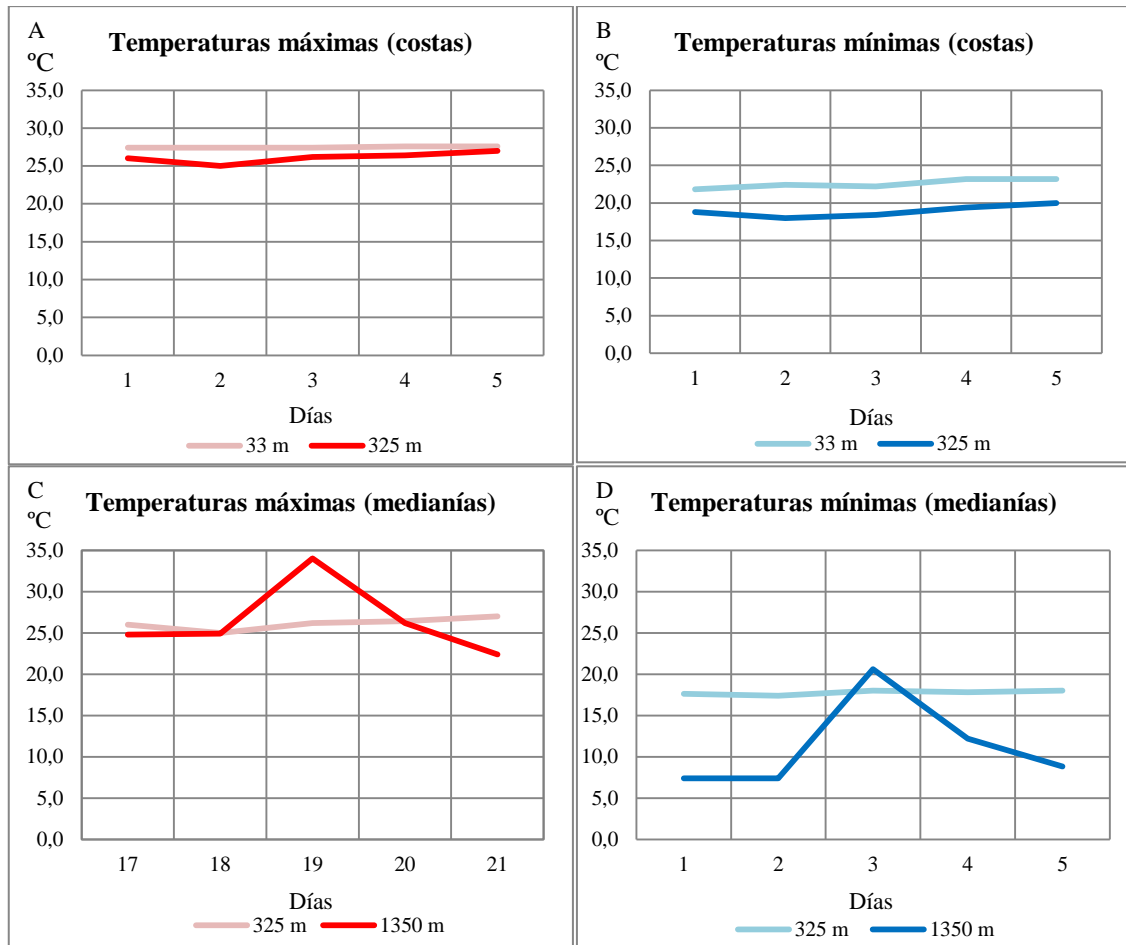 A
ºC
Temperaturas máximas (costas)
35,0
30,0
25,0
20,0
15,0
10,0
5,0
0,0
1 2 3 4 5
Días
33 m 325 m
B
ºC
Temperaturas mínimas (costas)
35,0
30,0
25,0
20,0
15,0
10,0
5,0
0,0
1 2 3 4 5
Días
33 m 325 m
C
ºC
Temperaturas máximas (medianías)
35,0
30,0
25,0
20,0
15,0
10,0
5,0
0,0
17 18 19 20 21
Días
325 m 1350 m
D
ºC
Temperaturas mínimas (medianías)
35,0
30,0
25,0
20,0
15,0
10,0
5,0
0,0
1 2 3 4 5
Días
325 m 1350 m